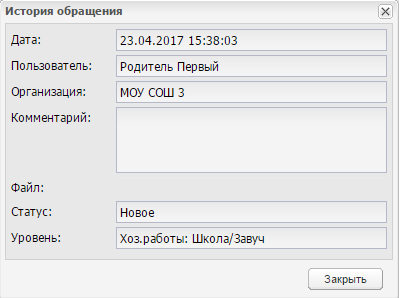 История обращения
Дата: 23.04.2017 15:38:03
Пользователь: Родитель Первый
Организация: МОУ СОШ 3
Комментарий:
Файл:
Статус: Новое
Уровень: Хоз.работы: Школа/Завуч
Закрыть